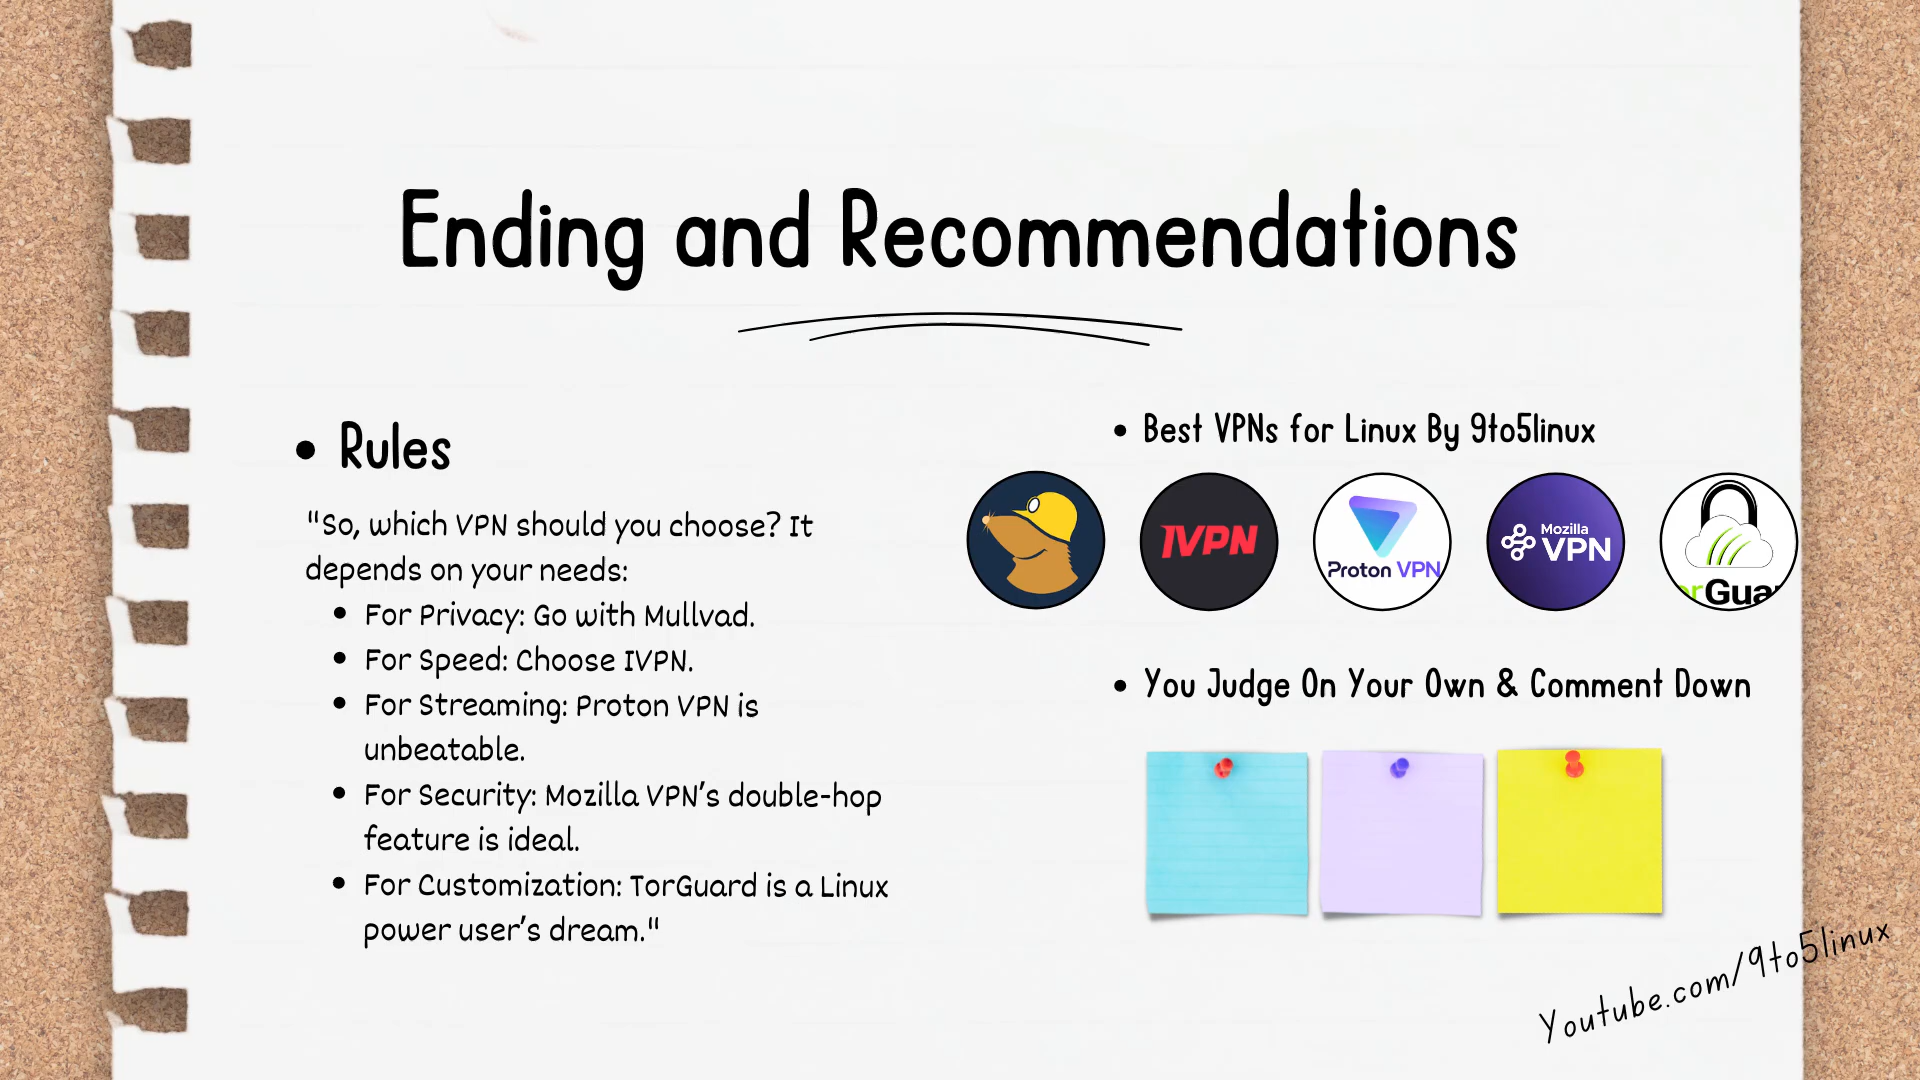 Ending and Recommendations
• Rules
"So, which VPN should you choose? It
depends on your needs:
• For Privacy: Go with Mullvad.
• For Speed: Choose IVPN.
• For Streaming: Proton VPN is
unbeatable.
• For Security: Mozilla VPN's double-hop
feature is ideal.
• For Customization: TorGuard is a Linux
power user's dream."
• Best VPNs for Linux By 9to5linux
IVPN
Proton VPN
Mozilla
VPN
orGua
• You Judge On Your Own & Comment Down
Youtube.com/9to5linux